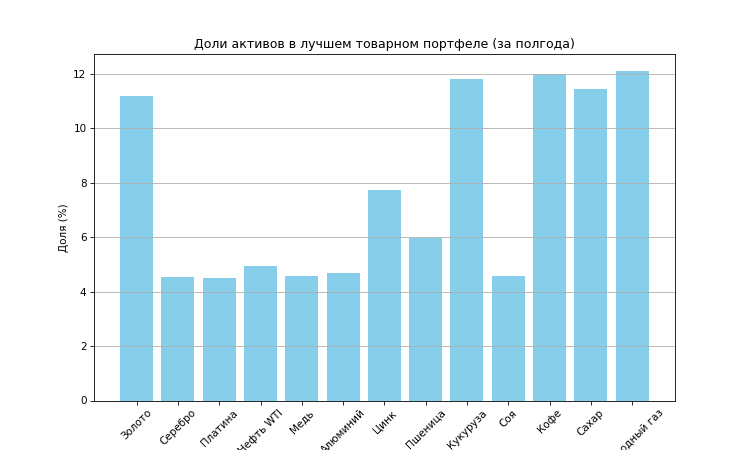 Доли активов в лучшем товарном портфеле (за полгода)
Доля (%)
12
10
8
6
4
2
0
Золото
Серебро
Платина
Нефть WTI
Медь
Алюминий
Цинк
Пшеница
Кукуруза
Соя
Кофе
Сахар
газ